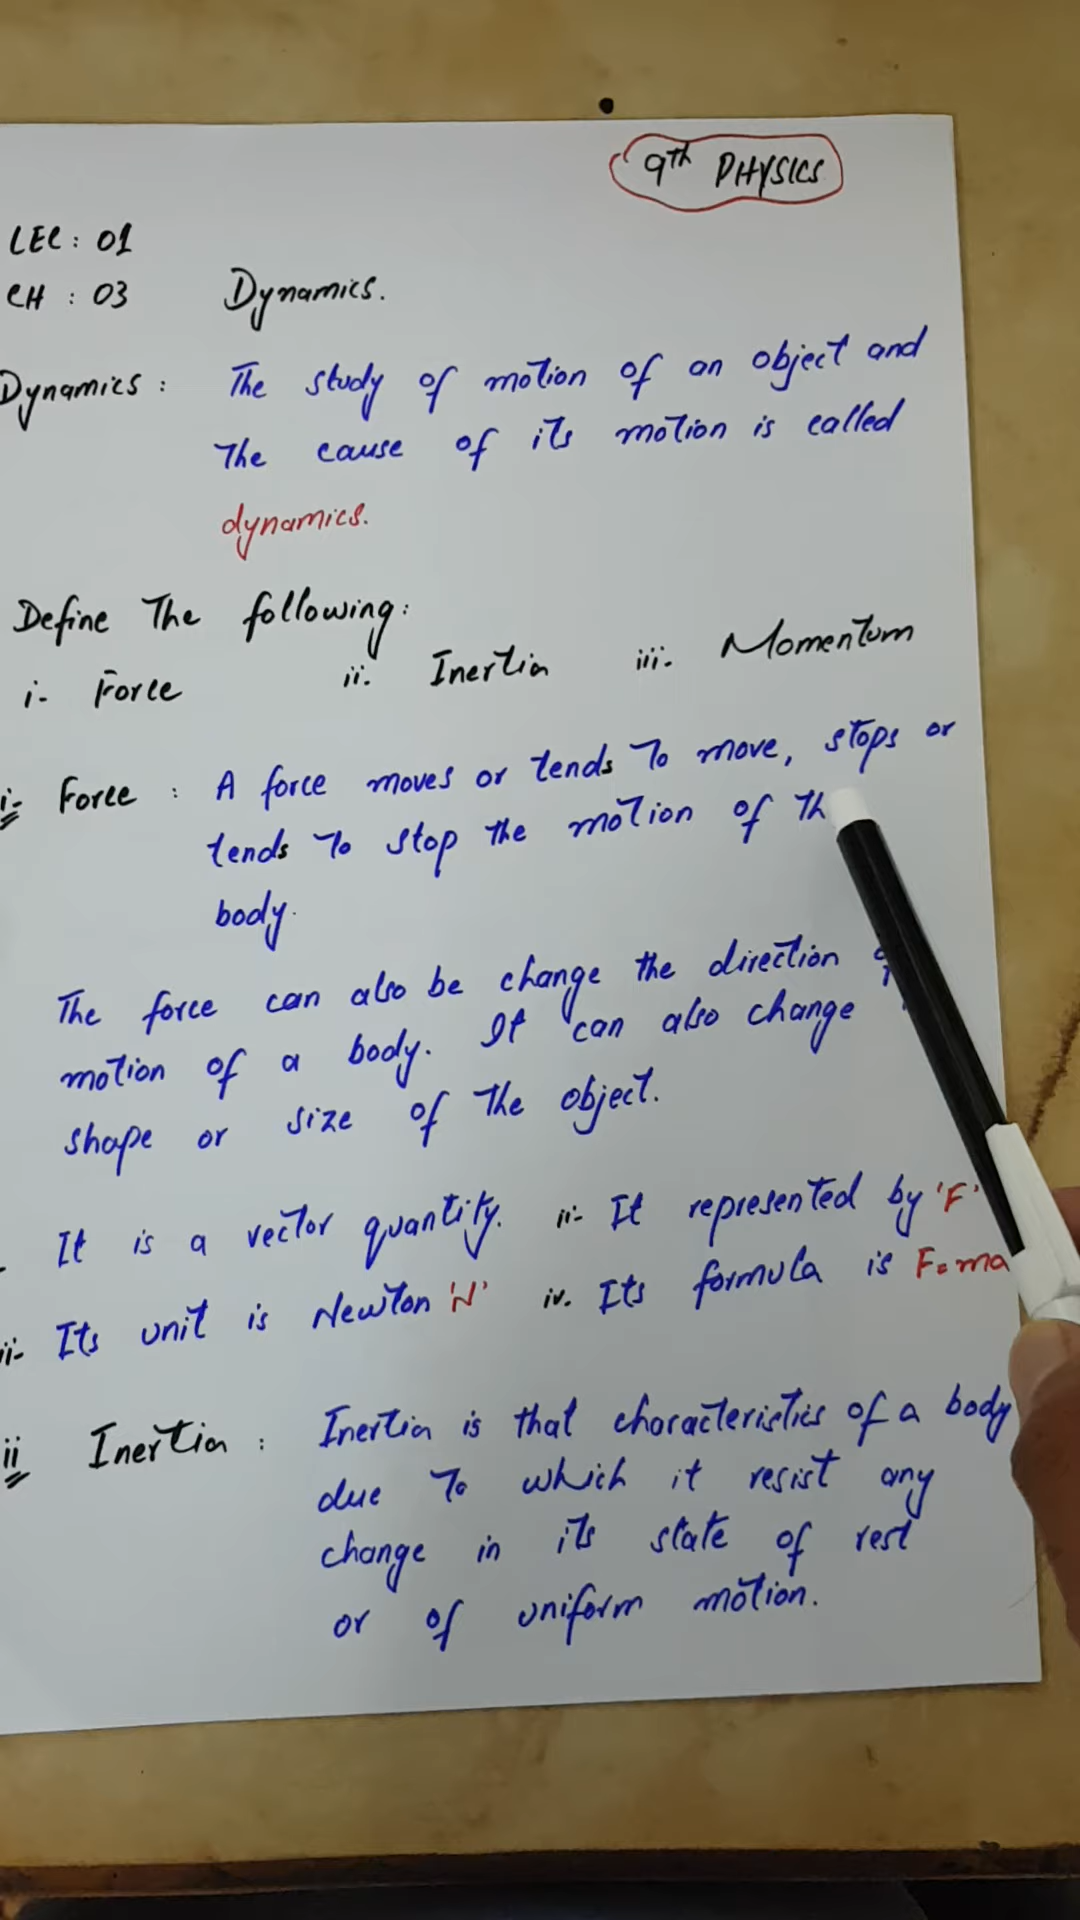 9th PHYSICS
LEC: 01
CH : 03 Dynamics.
Dynamics: The study of motion of an object and
The cause of its motion is called
dynamics.
Define The following:
i- Force ii. Inertia iii. Momentum
i- Force : A force moves or tends To move, stops or
tends To stop the motion of th
body.
The force can also be change the direction
motion of a body. It can also change
shape or size of The object.
It is a vector quantity. ii- It represented by 'F'
ii- Its unit is Newton 'N' iv. Its formula is F=ma
ii Inertia : Inertia is that characteristics of a body
due To which it resist any
change in its state of rest
or of uniform motion.